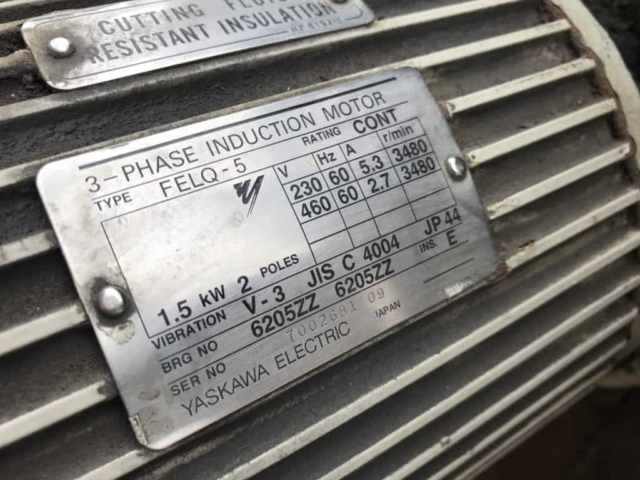 CUTTING FLUID
RESISTANT INSULATION
3-PHASE INDUCTION MOTOR
TYPE FELQ-5 RATING CONT
V Hz A r/min
230 60 5.3 3480
460 60 2.7 3480
1.5 kW 2 POLES
VIBRATION V-3 JIS C 4004 JP 44
BRG NO 6205ZZ 6205ZZ INS. E
SER NO 7002681 09
YASKAWA ELECTRIC JAPAN